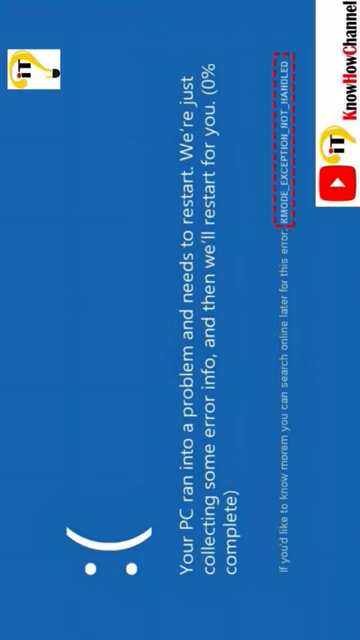 :(
Your PC ran into a problem and needs to restart. We're just
collecting some error info, and then we'll restart for you. (0%
complete)
If you'd like to know morem you can search online later for this error: KMODE_EXCEPTION_NOT_HANDLED
iT
iT KnowHowChannel